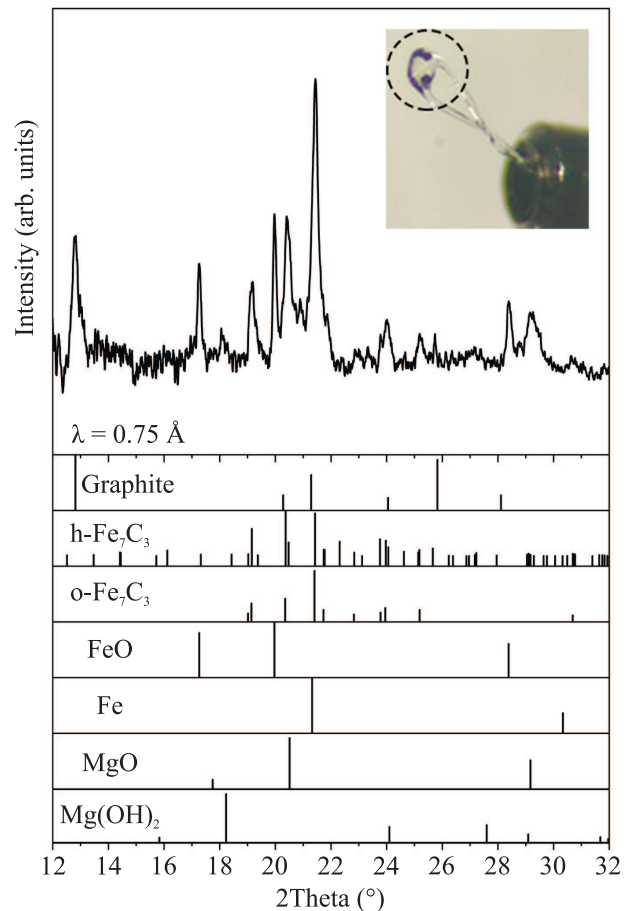 Intensity (arb. units)
λ = 0.75 Å
Graphite
h-Fe₇C₃
o-Fe₇C₃
FeO
Fe
MgO
Mg(OH)₂
12 14 16 18 20 22 24 26 28 30 32
2Theta (°)